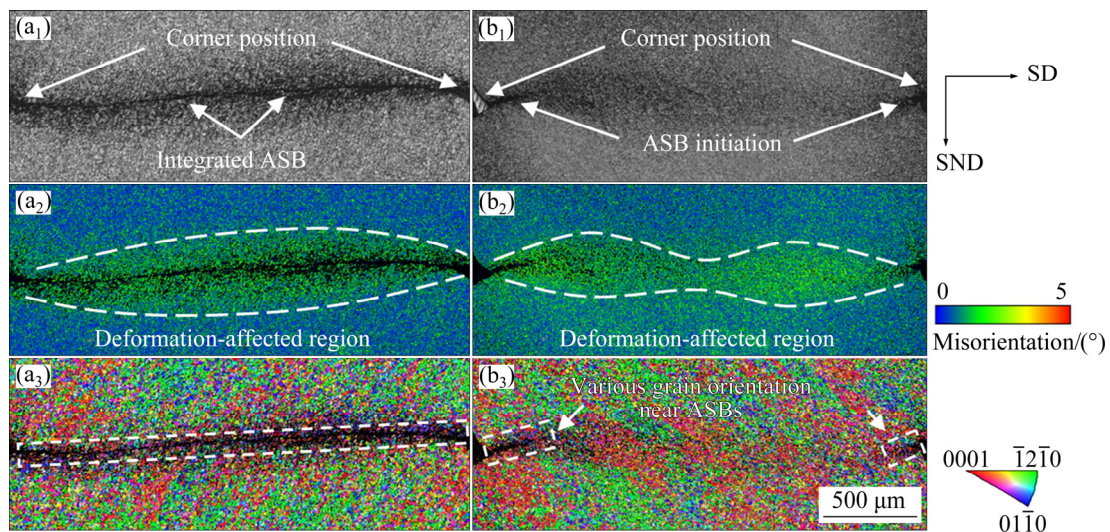 (a₁)
Corner position
Integrated ASB
(b₁)
Corner position
ASB initiation
SD
SND
(a₂)
Deformation-affected region
(b₂)
Deformation-affected region
0 5
Misorientation/(°)
(a₃)
(b₃)
Various grain orientation
near ASBs
500 μm
0001 1̅21̅0
011̅0